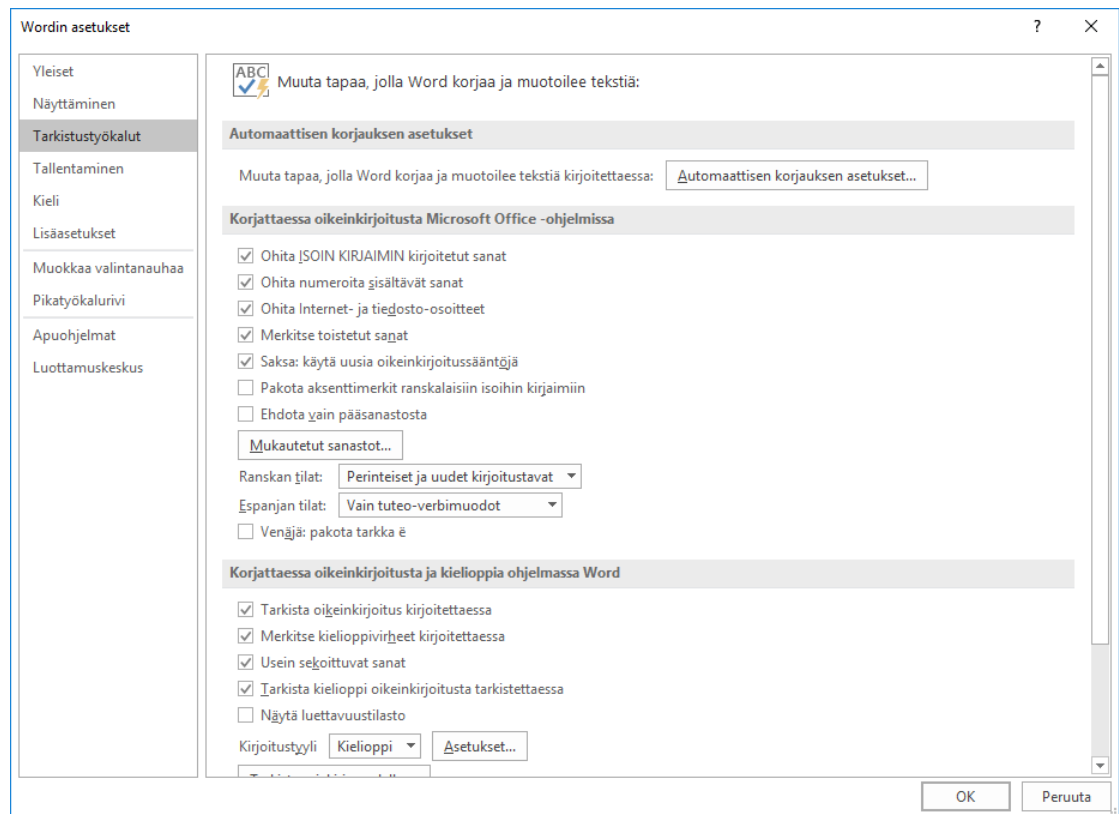 Wordin asetukset
?
Yleiset
Näyttäminen
Tarkistustyökalut
Tallentaminen
Kieli
Lisäasetukset
Muokkaa valintanauhaa
Pikatyökalurivi
Apuohjelmat
Luottamuskeskus
ABC
Muuta tapaa, jolla Word korjaa ja muotoilee tekstiä:
Automaattisen korjauksen asetukset
Muuta tapaa, jolla Word korjaa ja muotoilee tekstiä kirjoitettaessa: Automaattisen korjauksen asetukset...
Korjattaessa oikeinkirjoitusta Microsoft Office -ohjelmissa
Ohita ISOIN KIRJAIMIN kirjoitetut sanat
Ohita numeroita sisältävät sanat
Ohita Internet- ja tiedosto-osoitteet
Merkitse toistetut sanat
Saksa: käytä uusia oikeinkirjoitussääntöjä
Pakota aksenttimerkit ranskalaisiin isoihin kirjaimiin
Ehdota vain pääsanastosta
Mukautetut sanastot...
Ranskan tilat: Perinteiset ja uudet kirjoitustavat
Espanjan tilat: Vain tuteo-verbimuodot
Venäjä: pakota tarkka ë
Korjattaessa oikeinkirjoitusta ja kielioppia ohjelmassa Word
Tarkista oikeinkirjoitus kirjoitettaessa
Merkitse kielioppivirheet kirjoitettaessa
Usein sekoittuvat sanat
Tarkista kielioppi oikeinkirjoitusta tarkistettaessa
Näytä luettavuustilasto
Kirjoitustyyli Kielioppi Asetukset...
OK Peruuta